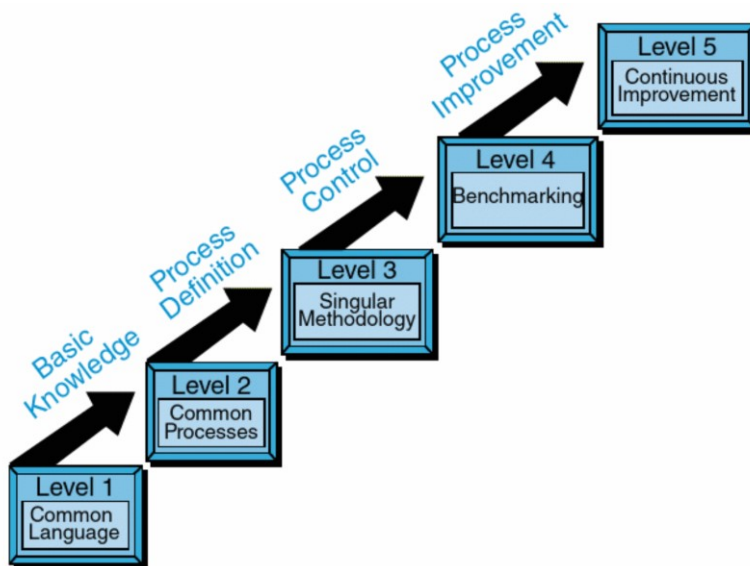 Level 5
Continuous
Improvement
Process
Improvement
Level 4
Benchmarking
Process
Control
Level 3
Singular
Methodology
Process
Definition
Level 2
Common
Processes
Basic
Knowledge
Level 1
Common
Language